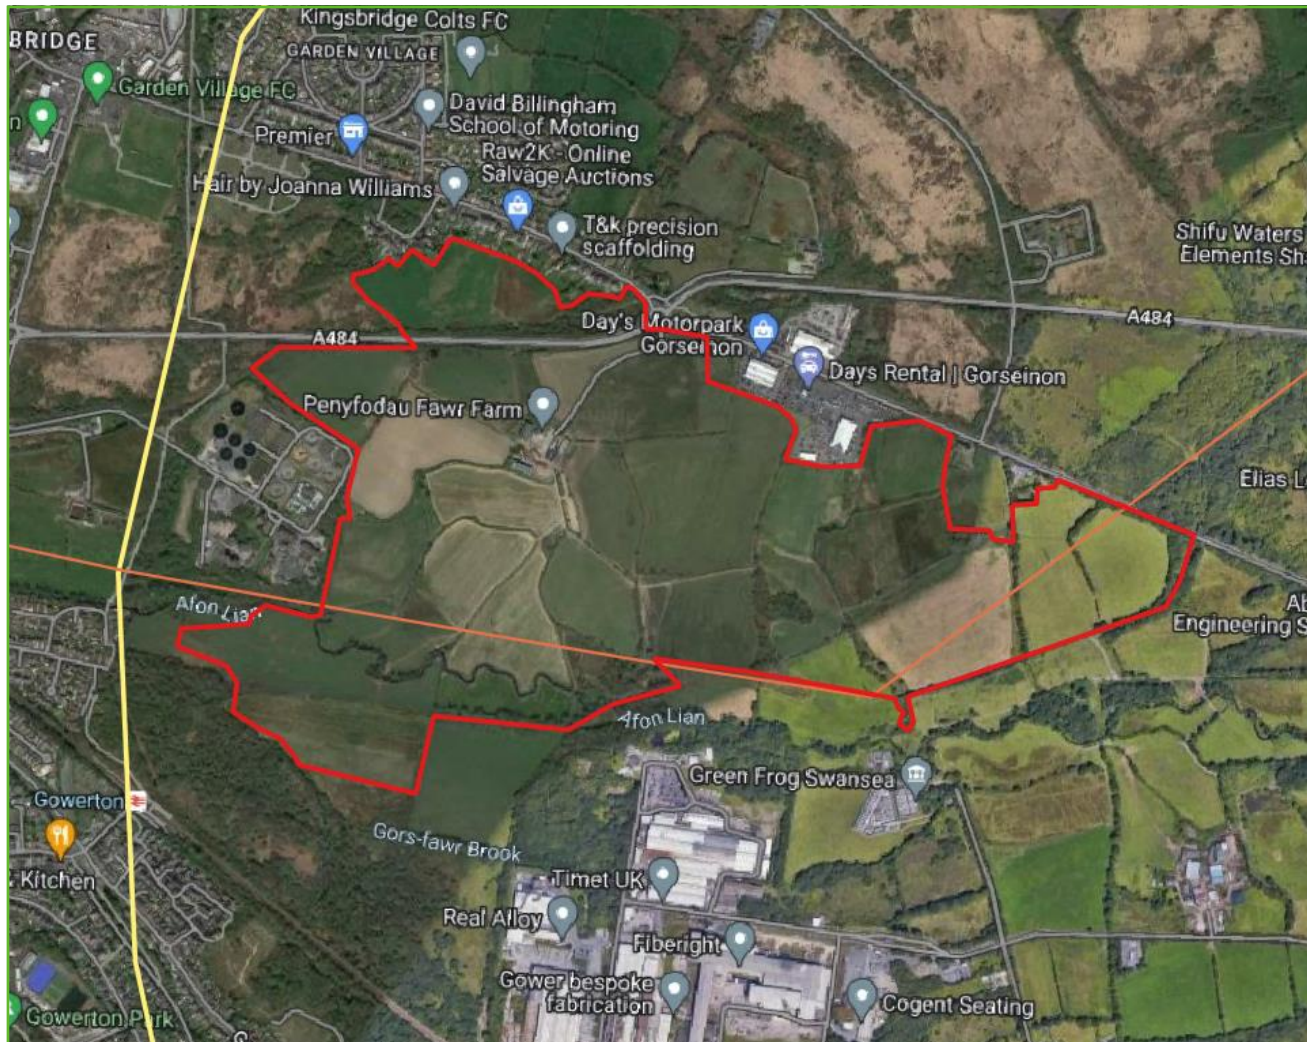 Kingsbridge Colts FC
BRIDGE
GARDEN VILLAGE
Garden Village FC
David Billingham
School of Motoring
Premier
Raw2K - Online
Salvage Auctions
Hair by Joanna Williams
T&k precision
scaffolding
Shifu Waters
Elements Sh
A484
Day's Motorpark
Gorseinon
A484
Days Rental | Gorseinon
Penyfodau Fawr Farm
Elias L
Afon Lian
Ab
Engineering S
Afon Lian
Green Frog Swansea
Gowerton
Gors-fawr Brook
Kitchen
Timet UK
Real Alloy
Fiberight
Gower bespoke
fabrication
Cogent Seating
Gowerton Park